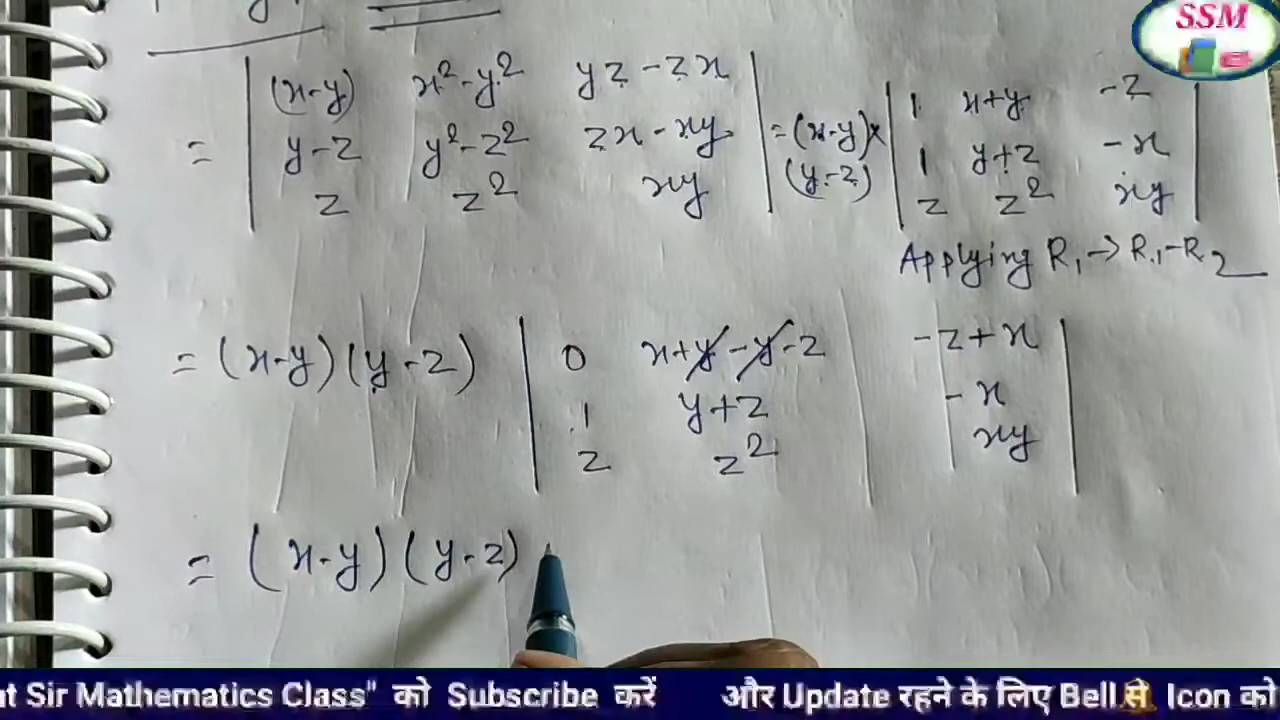 SSM
(x-y) x²-y² yz-zx
= y-z y²-z² zx-xy
z z² xy
=(x-y)×
(y-z)
1 x+y -z
1 y+z -x
z z² xy
Applying R₁→R₁-R₂
=(x-y)(y-z)
0 x+y-y-z -z+x
1 y+z -x
z z² xy
= (x-y)(y-z)
at Sir Mathematics Class" को Subscribe करें और Update रहने के लिए Bell से Icon को